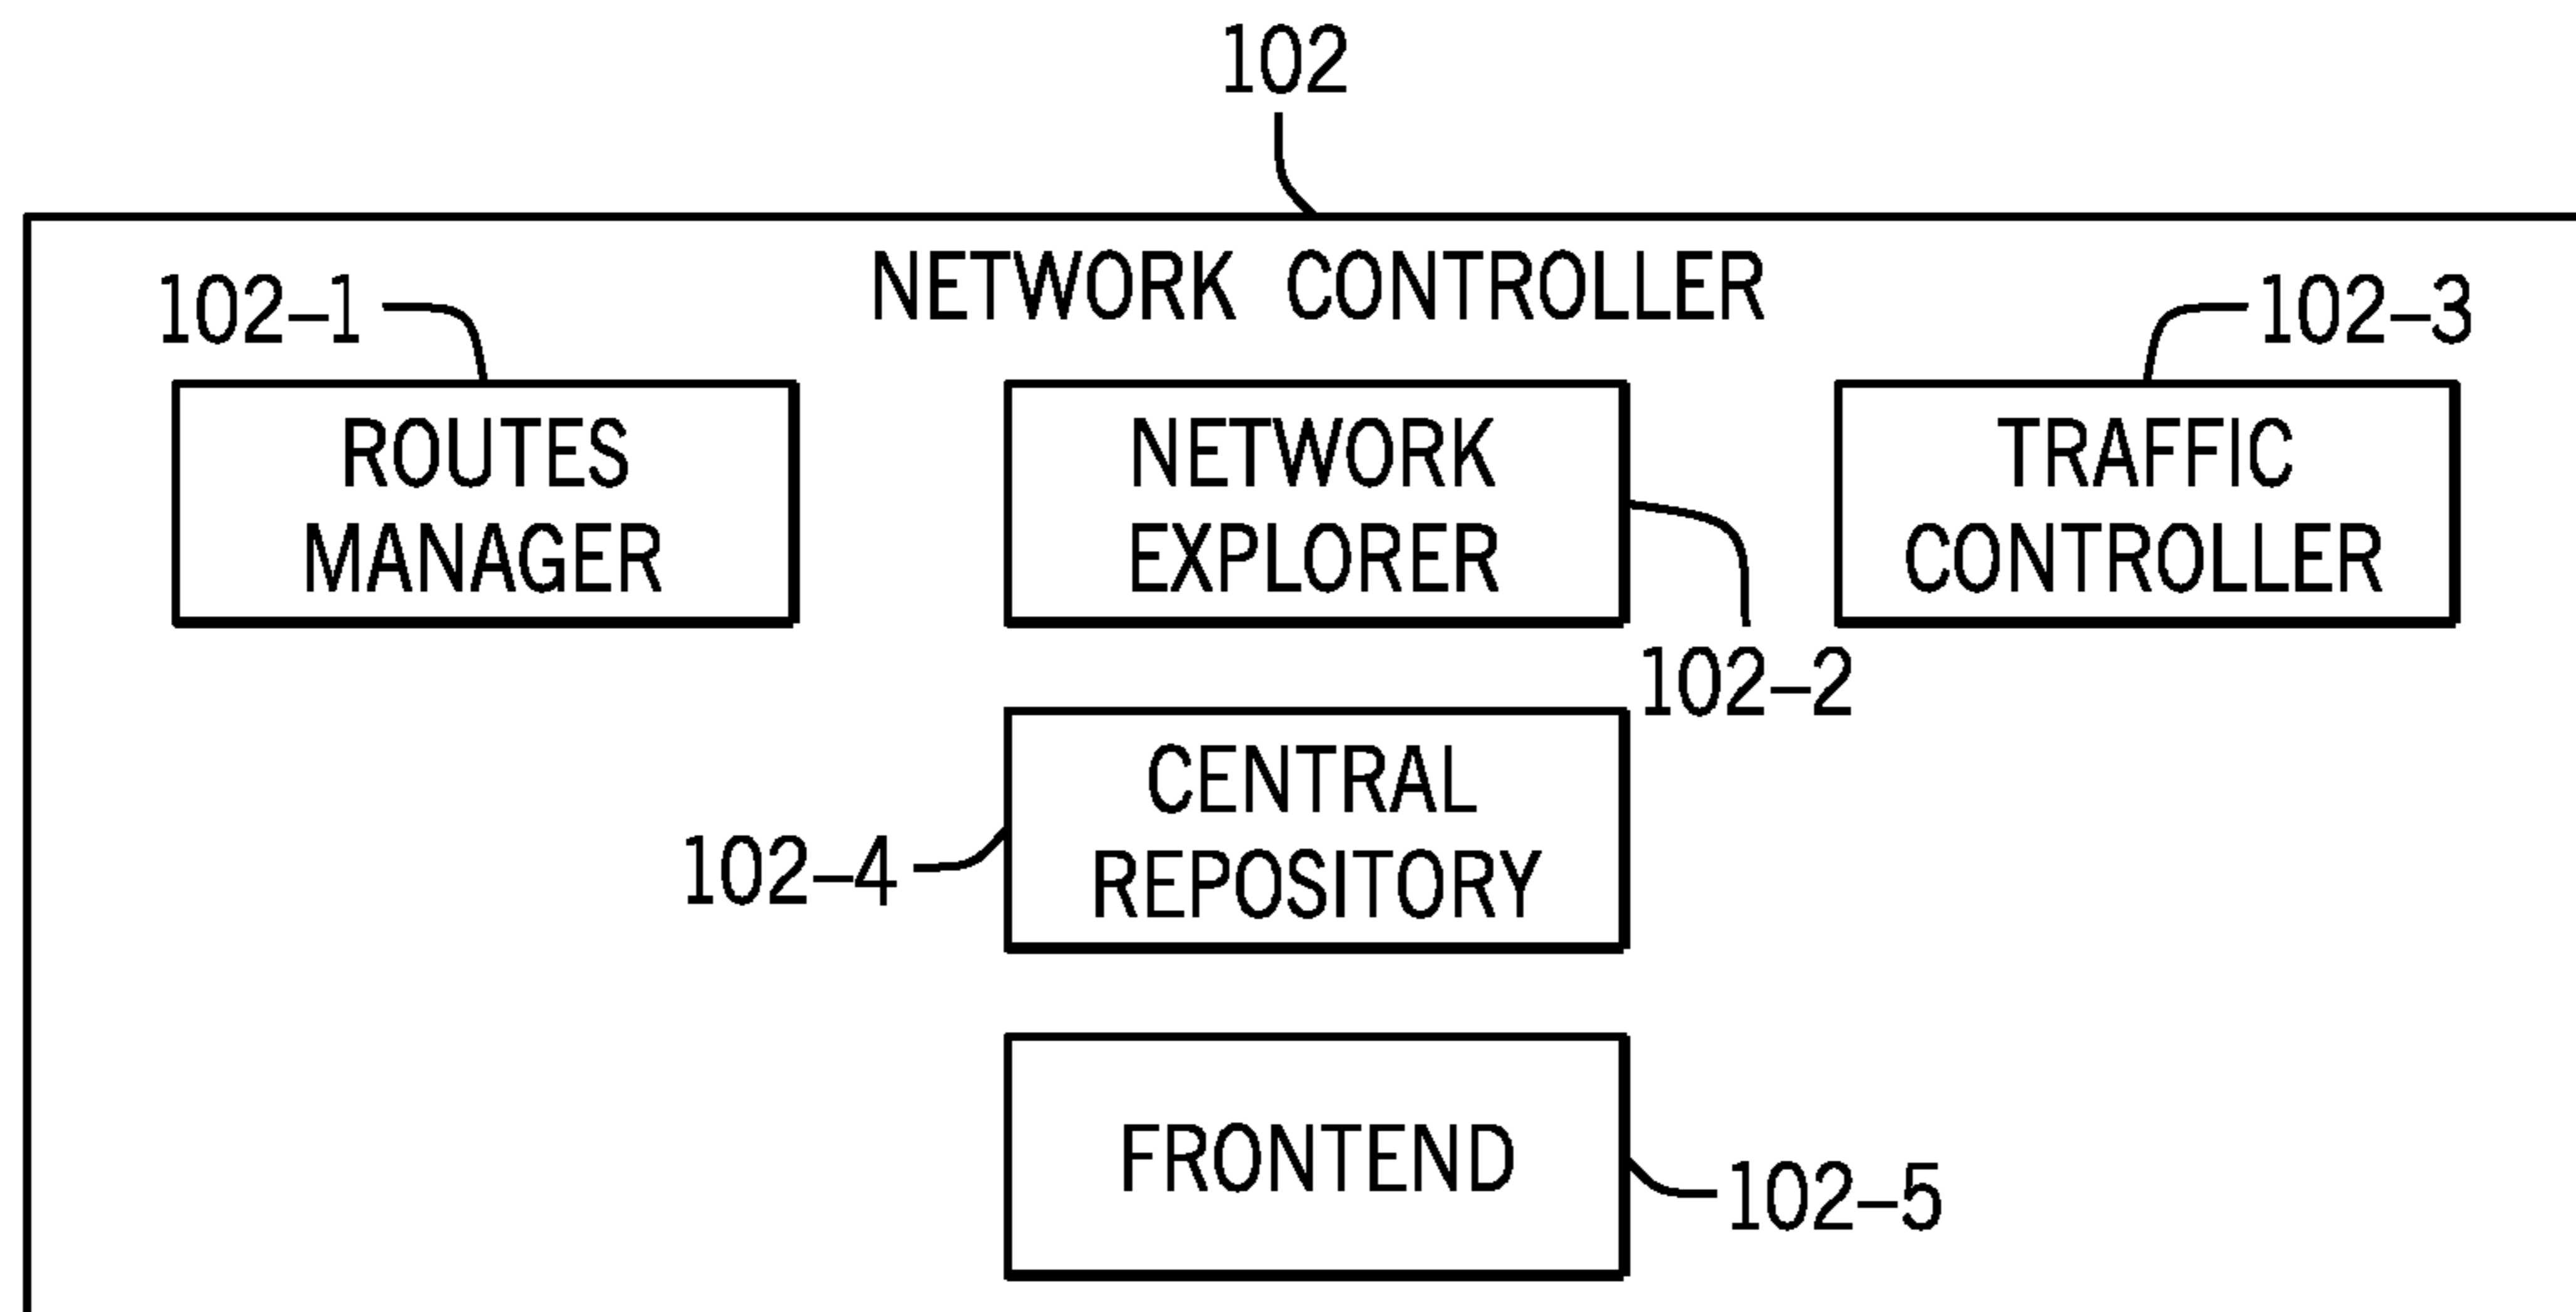 102
NETWORK CONTROLLER
102–1
102–3
ROUTES
MANAGER
NETWORK
EXPLORER
TRAFFIC
CONTROLLER
102–2
CENTRAL
REPOSITORY
102–4
FRONTEND
102–5